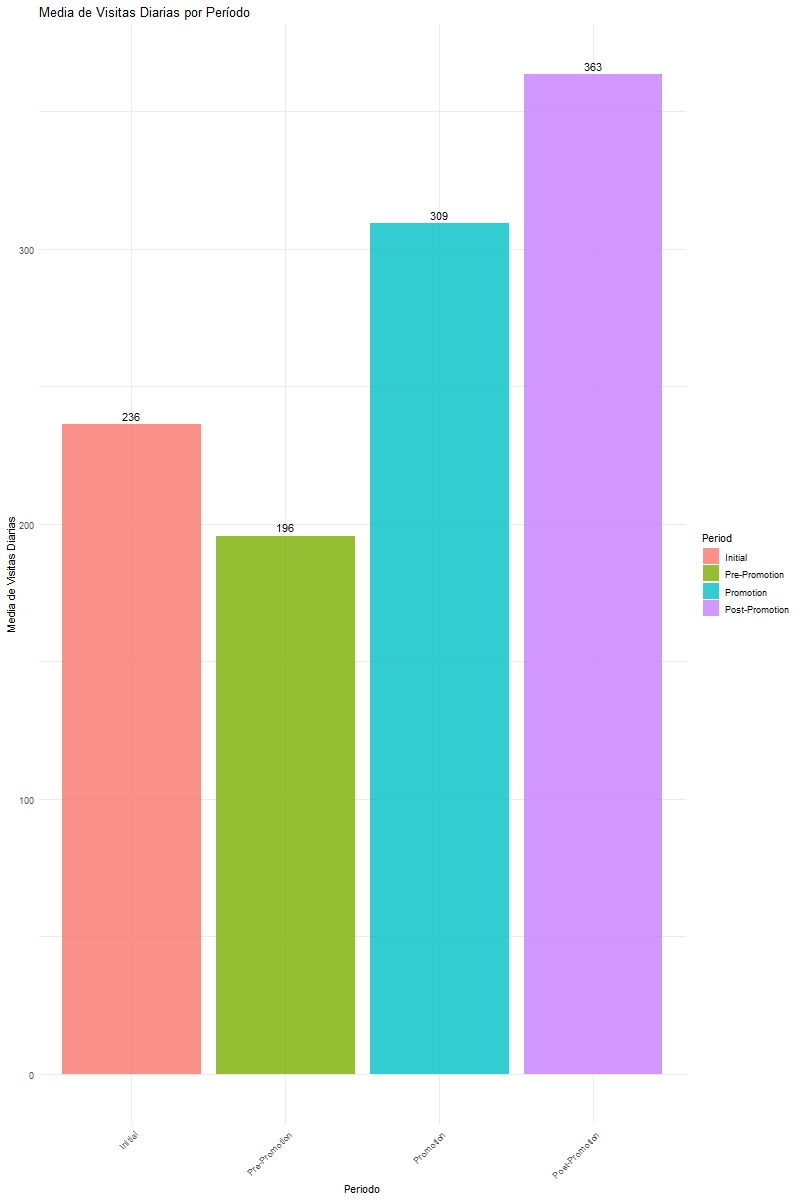 Media de Visitas Diarias por Período
363
309
300
236
196
200
Media de Visitas Diarias
Period
Initial
Pre-Promotion
Promotion
Post-Promotion
100
0
Initial
Pre-Promotion
Promotion
Post-Promotion
Periodo